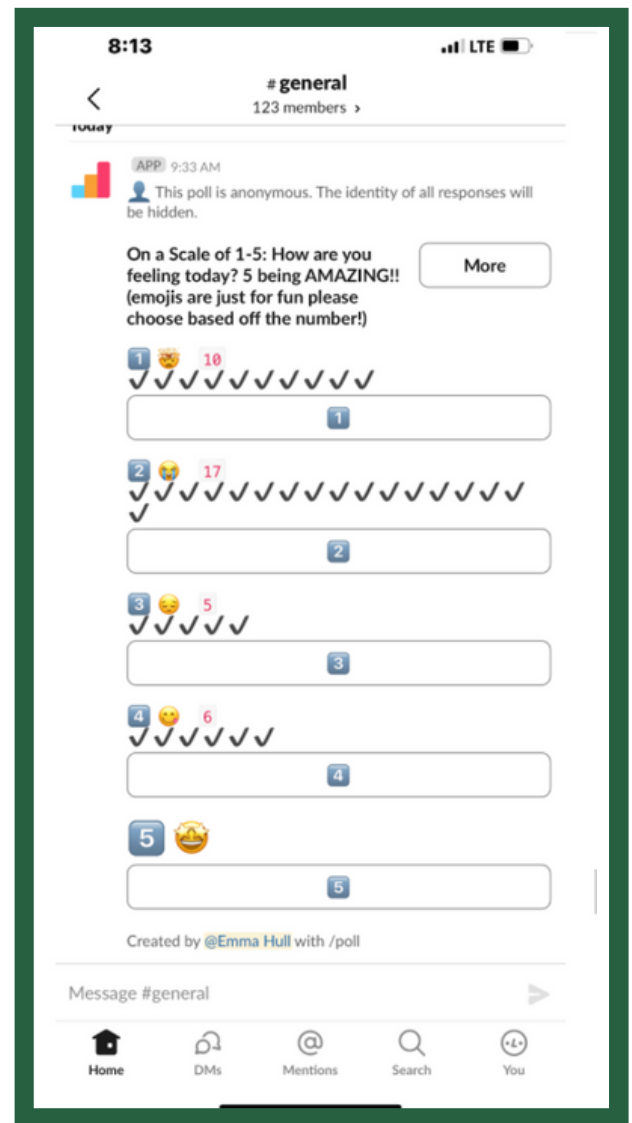 8:13
LTE
# general
123 members >
Today
APP 9:33 AM
👤 This poll is anonymous. The identity of all responses will
be hidden.
On a Scale of 1-5: How are you
feeling today? 5 being AMAZING!!
(emojis are just for fun please
choose based off the number!)
More
1️⃣ 🤯 10
✔✔✔✔✔✔✔✔✔✔
1️⃣
2️⃣ 😭 17
✔✔✔✔✔✔✔✔✔✔✔✔✔✔✔✔
✔
2️⃣
3️⃣ 😔 5
✔✔✔✔✔
3️⃣
4️⃣ 😋 6
✔✔✔✔✔✔
4️⃣
5️⃣ 🤩
5️⃣
Created by @Emma Hull with /poll
Message #general
Home
DMs
Mentions
Search
You